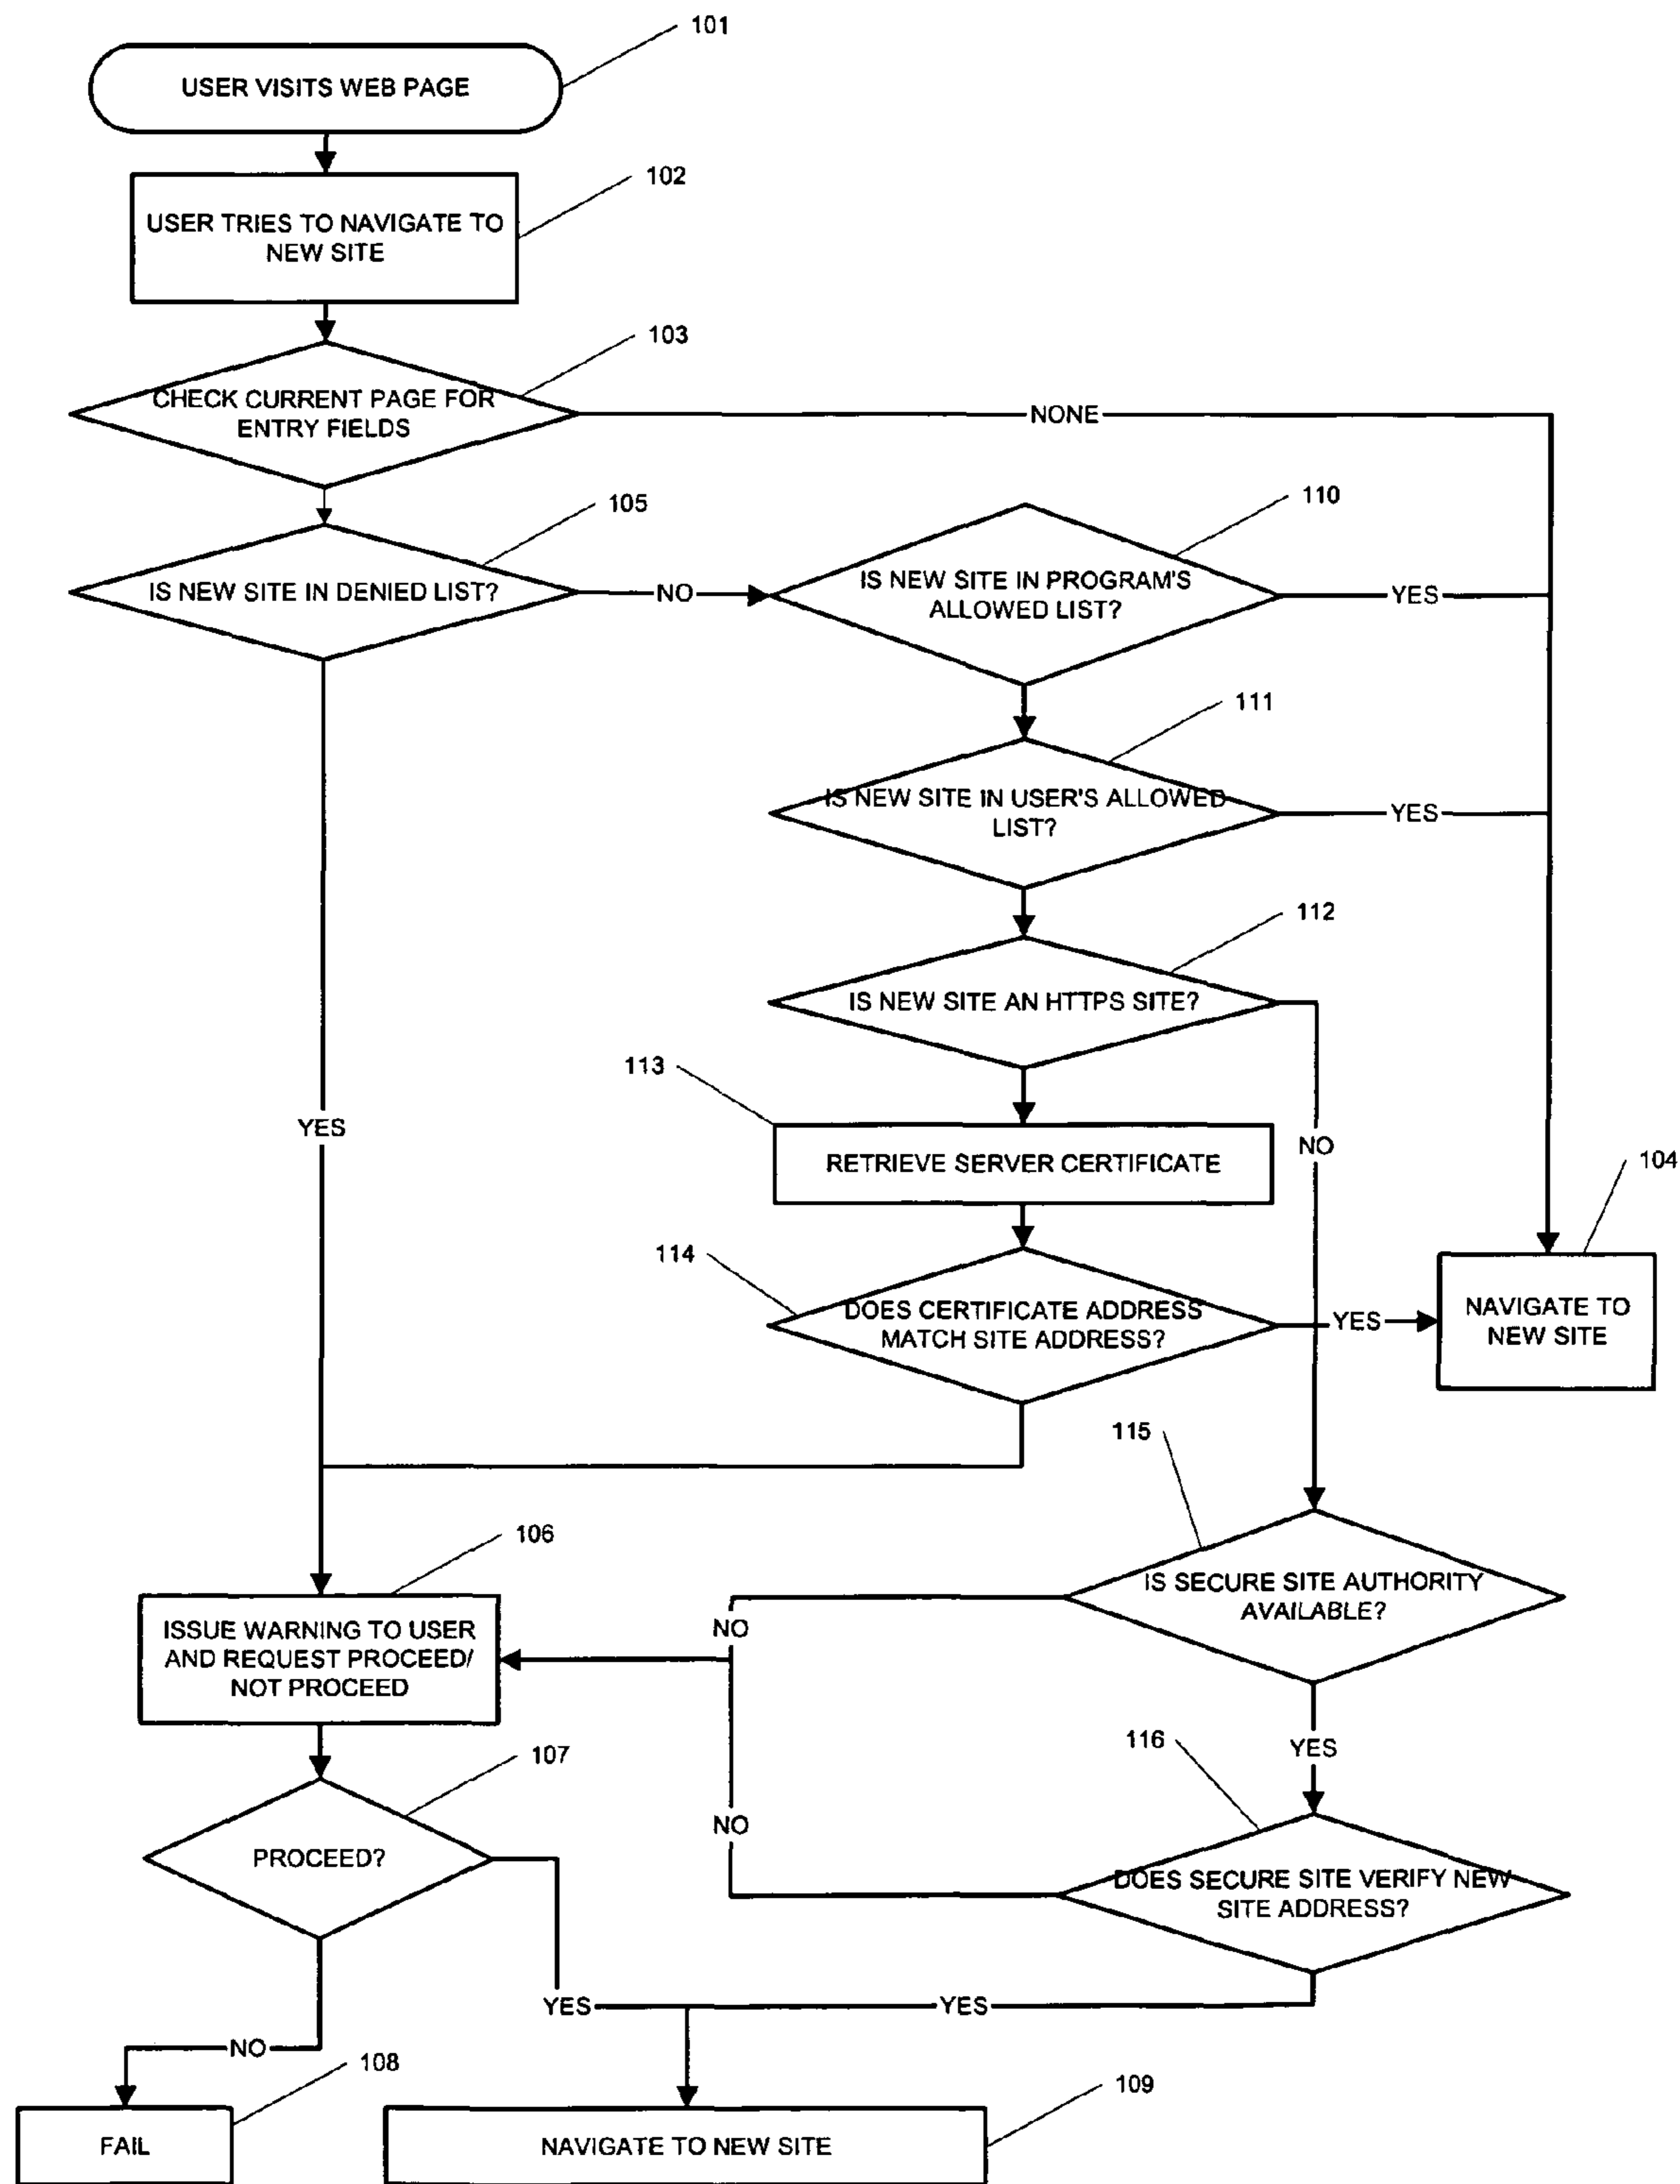 101
USER VISITS WEB PAGE
102
USER TRIES TO NAVIGATE TO
NEW SITE
103
CHECK CURRENT PAGE FOR
ENTRY FIELDS
NONE
105
IS NEW SITE IN DENIED LIST?
NO
110
IS NEW SITE IN PROGRAM'S
ALLOWED LIST?
YES
111
IS NEW SITE IN USER'S ALLOWED
LIST?
YES
112
IS NEW SITE AN HTTPS SITE?
113
RETRIEVE SERVER CERTIFICATE
YES
NO
104
NAVIGATE TO
NEW SITE
114
DOES CERTIFICATE ADDRESS
MATCH SITE ADDRESS?
YES
115
IS SECURE SITE AUTHORITY
AVAILABLE?
NO
106
ISSUE WARNING TO USER
AND REQUEST PROCEED/
NOT PROCEED
YES
107
PROCEED?
116
DOES SECURE SITE VERIFY NEW
SITE ADDRESS?
NO
YES
YES
NO
108
FAIL
109
NAVIGATE TO NEW SITE